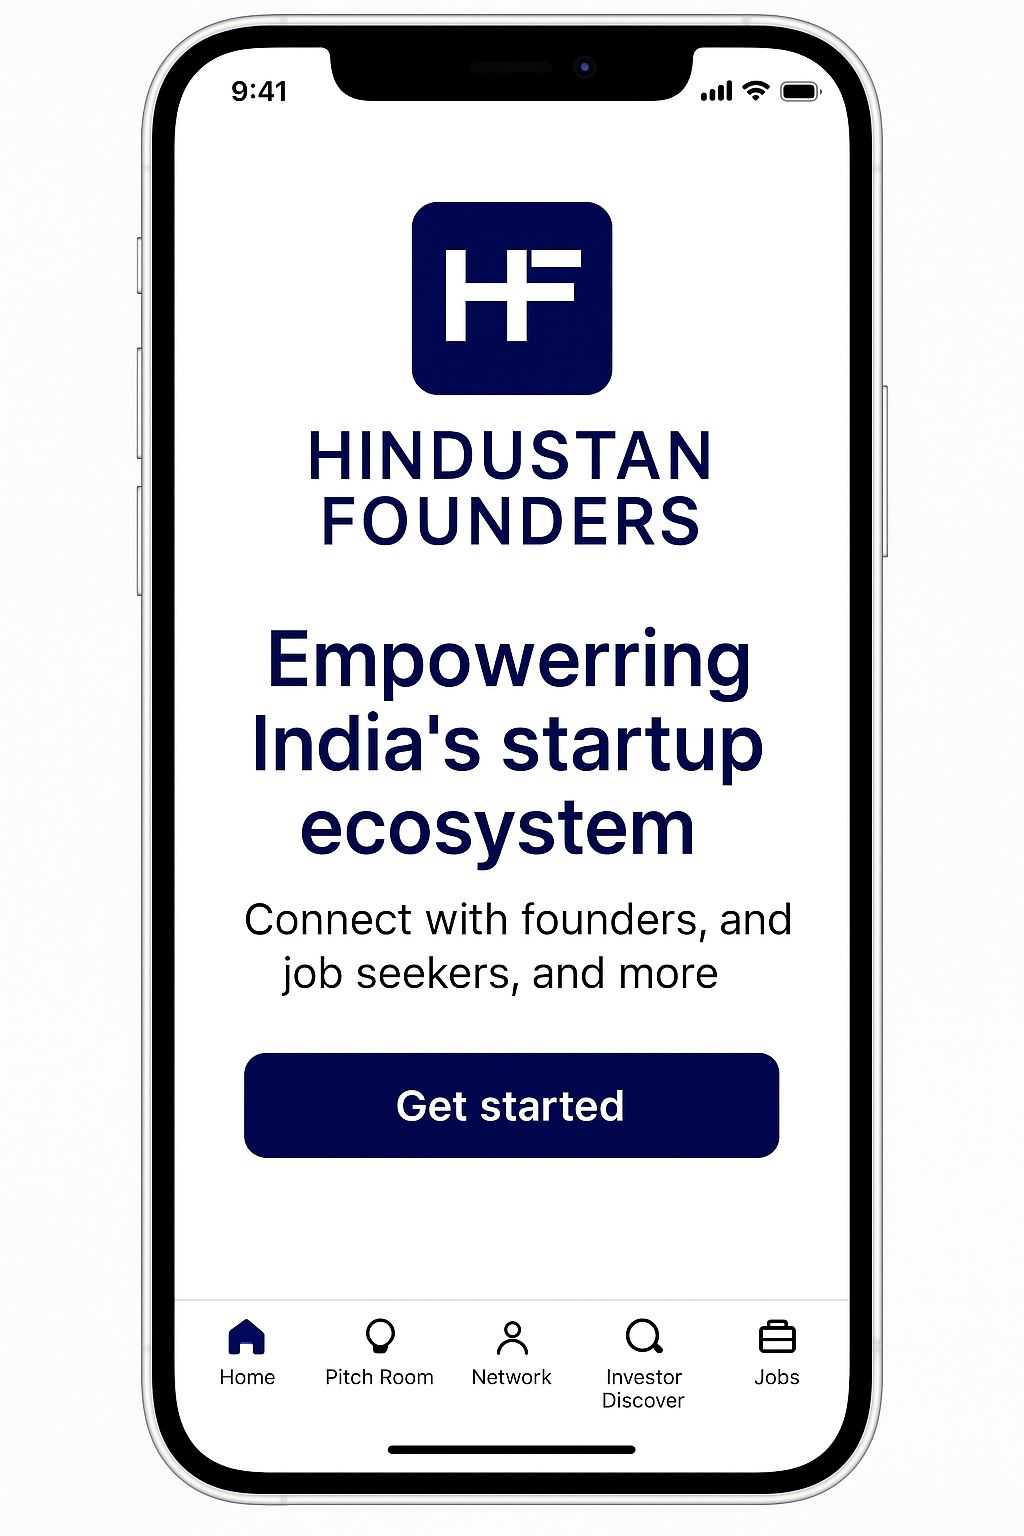 9:41
HF
HINDUSTAN
FOUNDERS
Empowerring
India's startup
ecosystem
Connect with founders, and
job seekers, and more
Get started
Home
Pitch Room
Network
Investor
Discover
Jobs